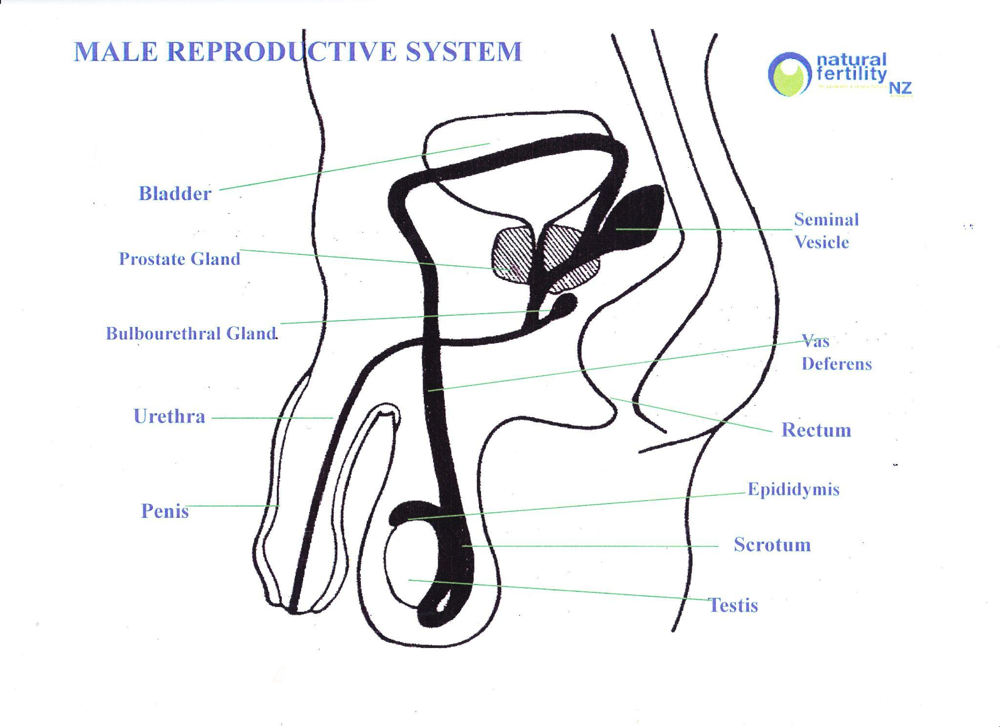 MALE REPRODUCTIVE SYSTEM
natural
fertility
NZ
Bladder
Seminal
Vesicle
Prostate Gland
Bulbourethral Gland
Vas
Deferens
Urethra
Rectum
Epididymis
Penis
Scrotum
Testis